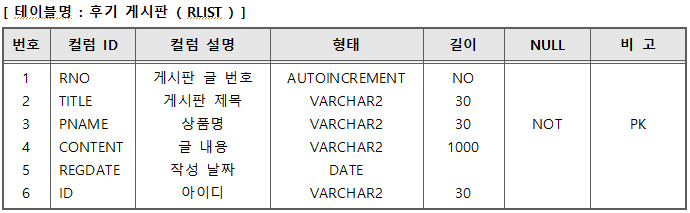 [ 테이블명 : 후기 게시판 ( RLIST ) ]
번호 컬럼 ID 컬럼 설명 형태 길이 NULL 비 고
1 RNO 게시판 글 번호 AUTOINCREMENT NO
2 TITLE 게시판 제목 VARCHAR2 30
3 PNAME 상품명 VARCHAR2 30 NOT PK
4 CONTENT 글 내용 VARCHAR2 1000
5 REGDATE 작성 날짜 DATE
6 ID 아이디 VARCHAR2 30